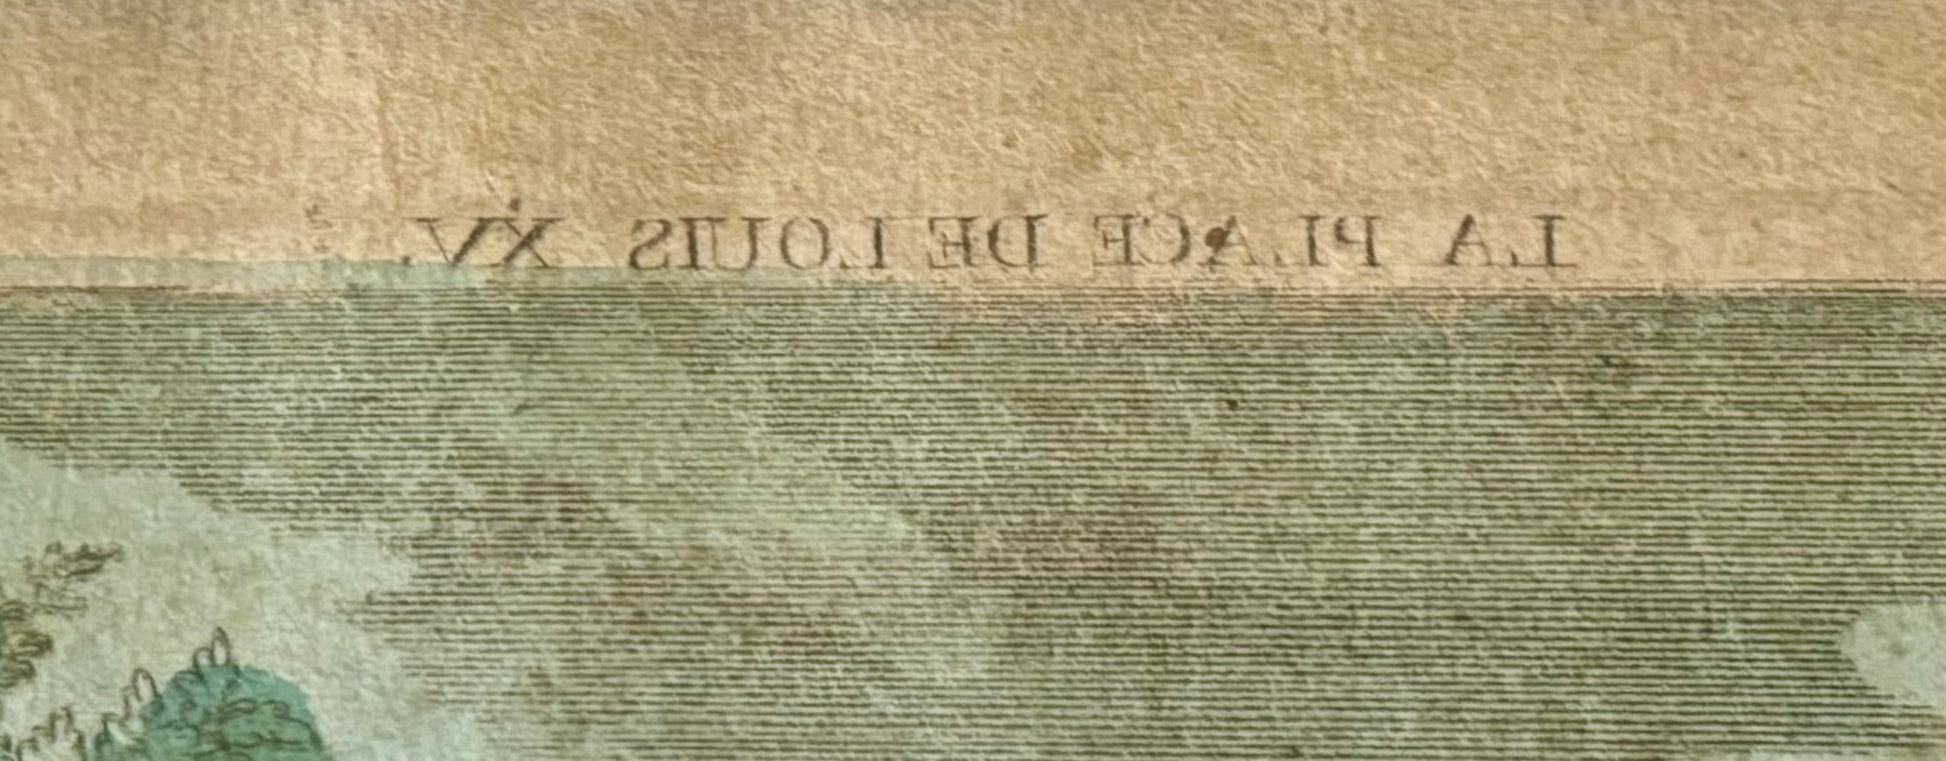 LA PLACE DE LOUIS XV.